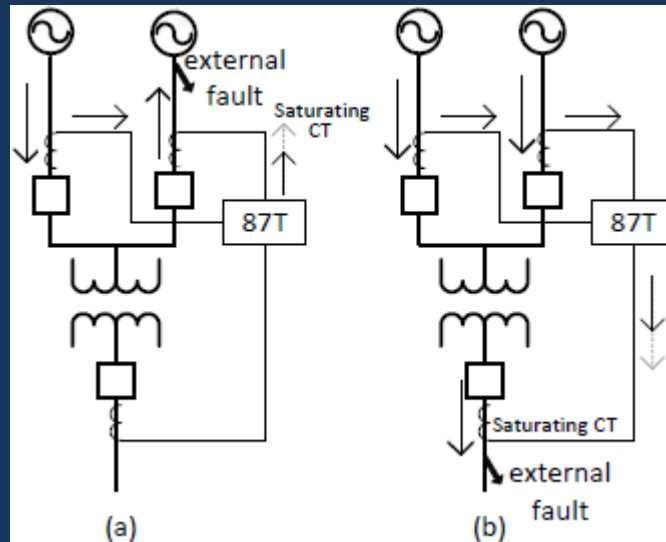 external
fault
Saturating
CT
87T
(a)
87T
Saturating CT
external
fault
(b)